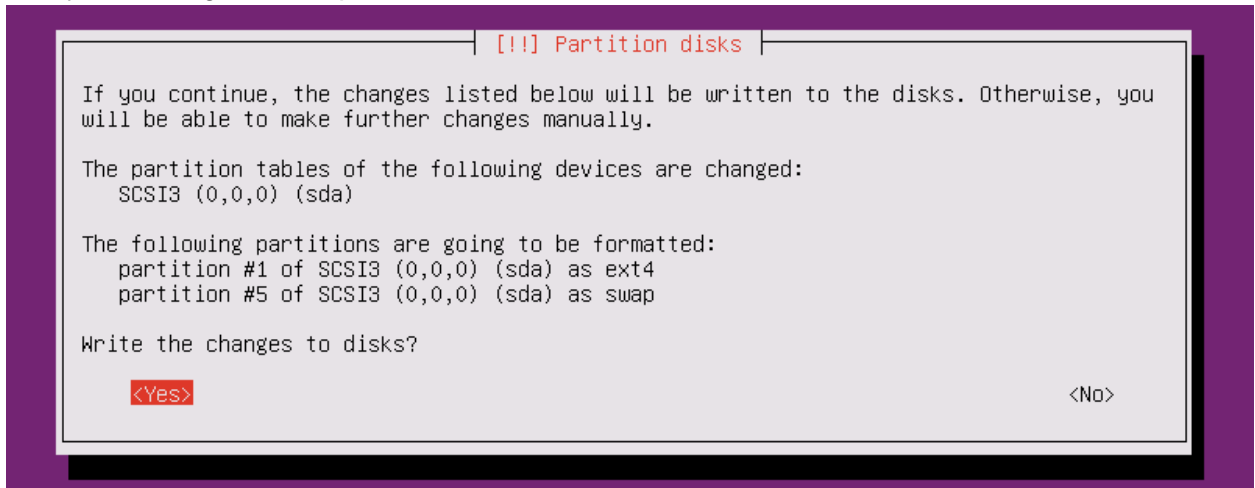 [!!] Partition disks
If you continue, the changes listed below will be written to the disks. Otherwise, you
will be able to make further changes manually.
The partition tables of the following devices are changed:
SCSI3 (0,0,0) (sda)
The following partitions are going to be formatted:
partition #1 of SCSI3 (0,0,0) (sda) as ext4
partition #5 of SCSI3 (0,0,0) (sda) as swap
Write the changes to disks?
<Yes> <No>